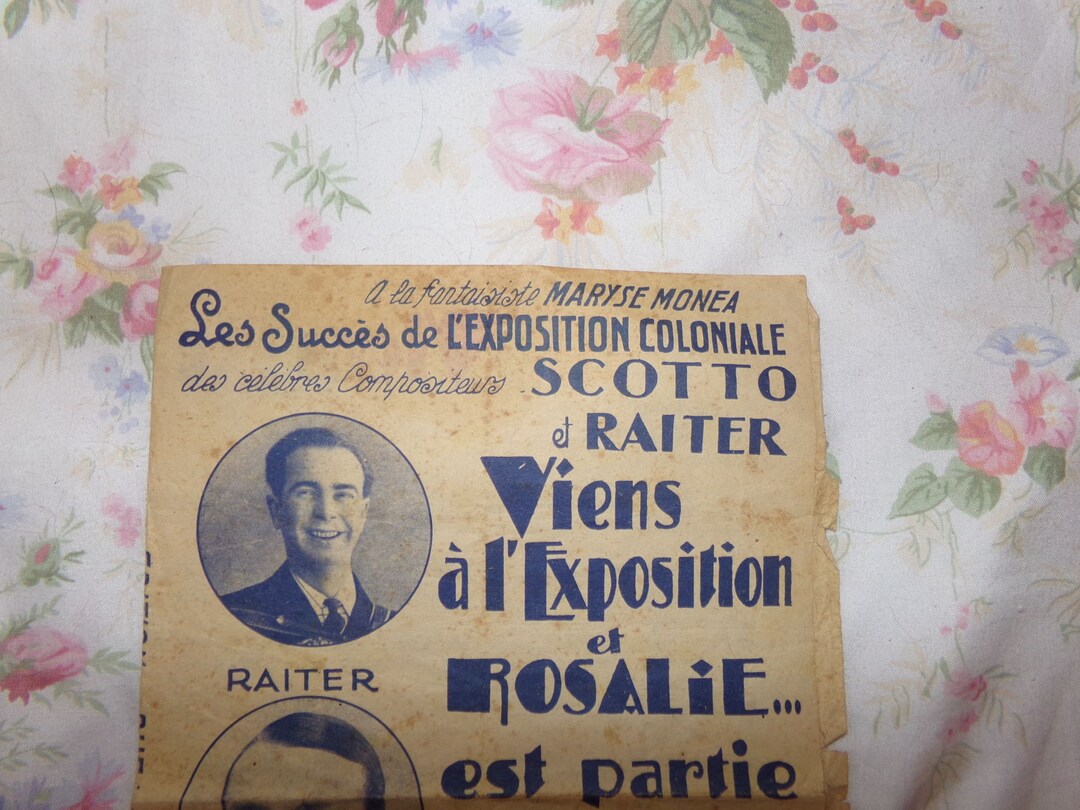 A la fantaisiste MARYSE MONEA
Les Succès de L'EXPOSITION COLONIALE
des célèbres Compositeurs SCOTTO
et RAITER
Viens
à l'Exposition
et
ROSALiE...
est partie
RAITER